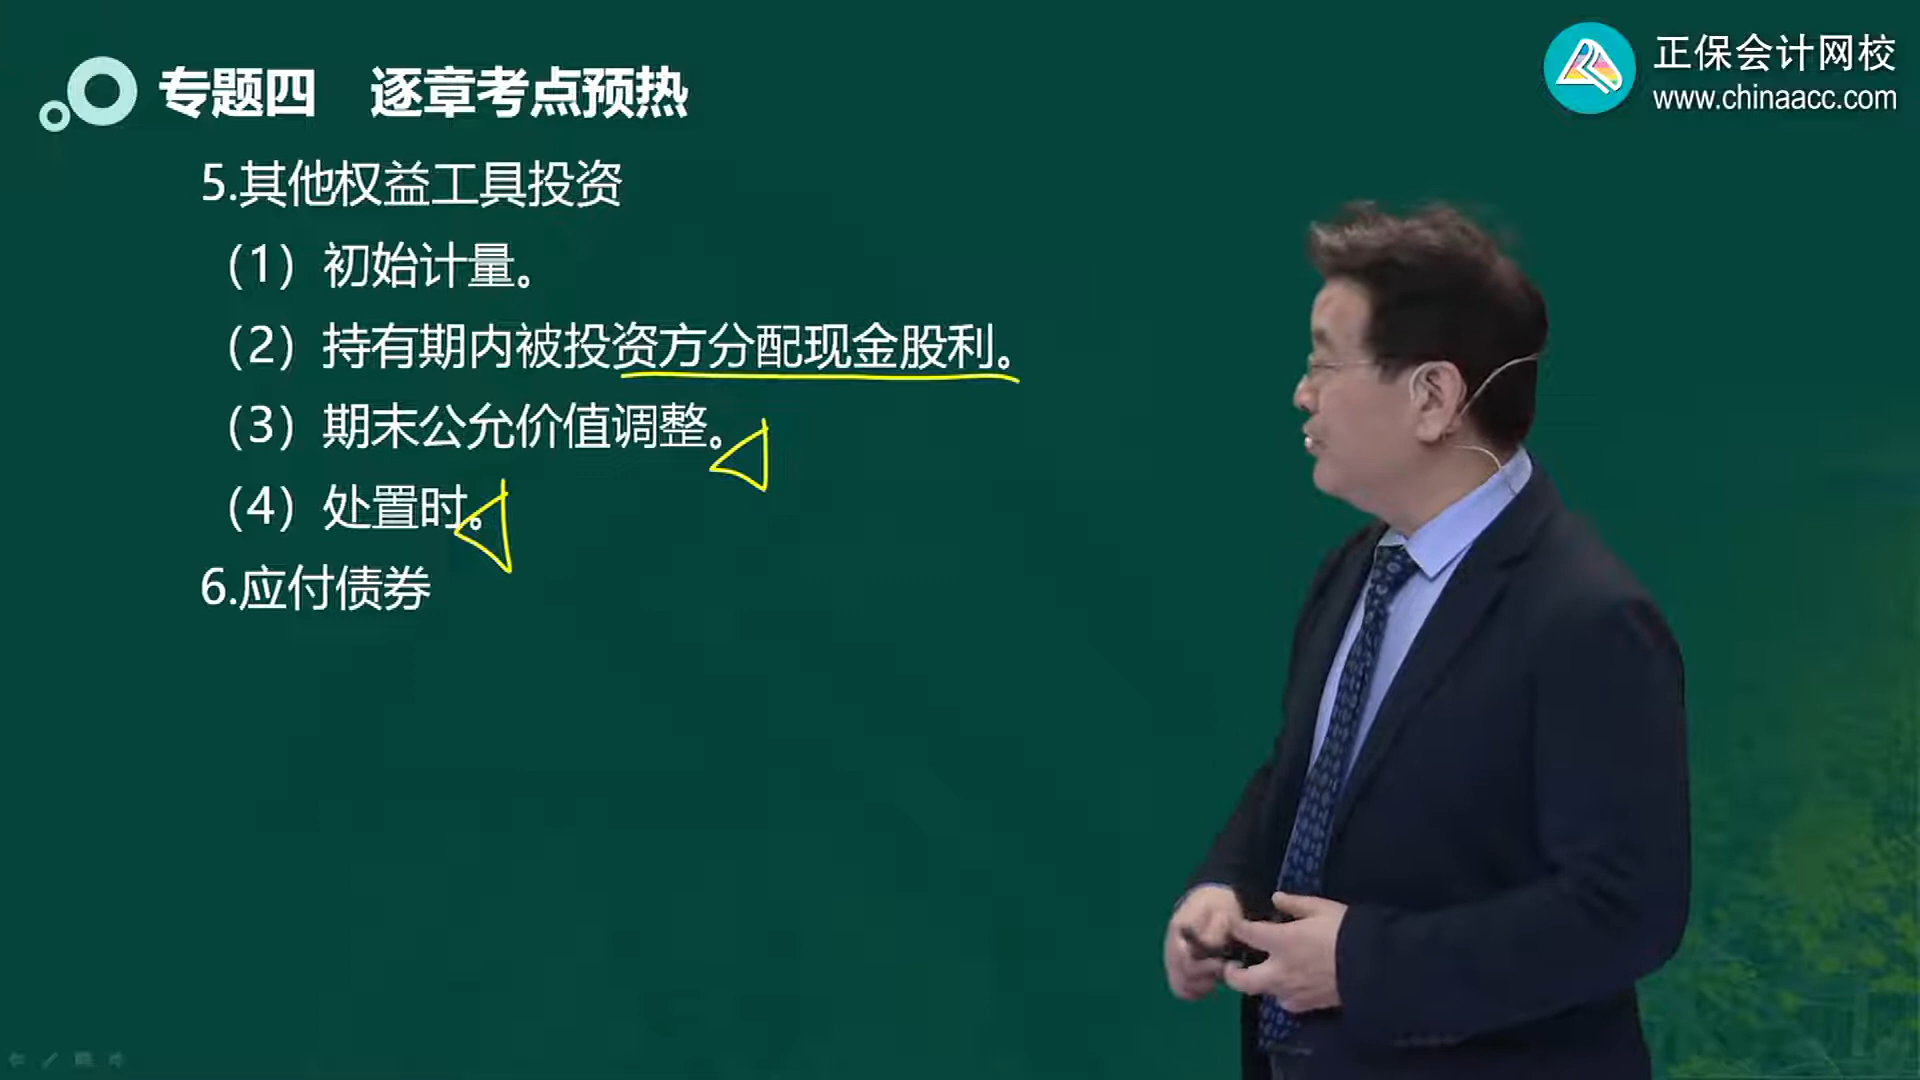 正保会计网校
www.chinaacc.com
专题四 逐章考点预热
5.其他权益工具投资
（1）初始计量。
（2）持有期内被投资方分配现金股利。
（3）期末公允价值调整。
（4）处置时。
6.应付债券